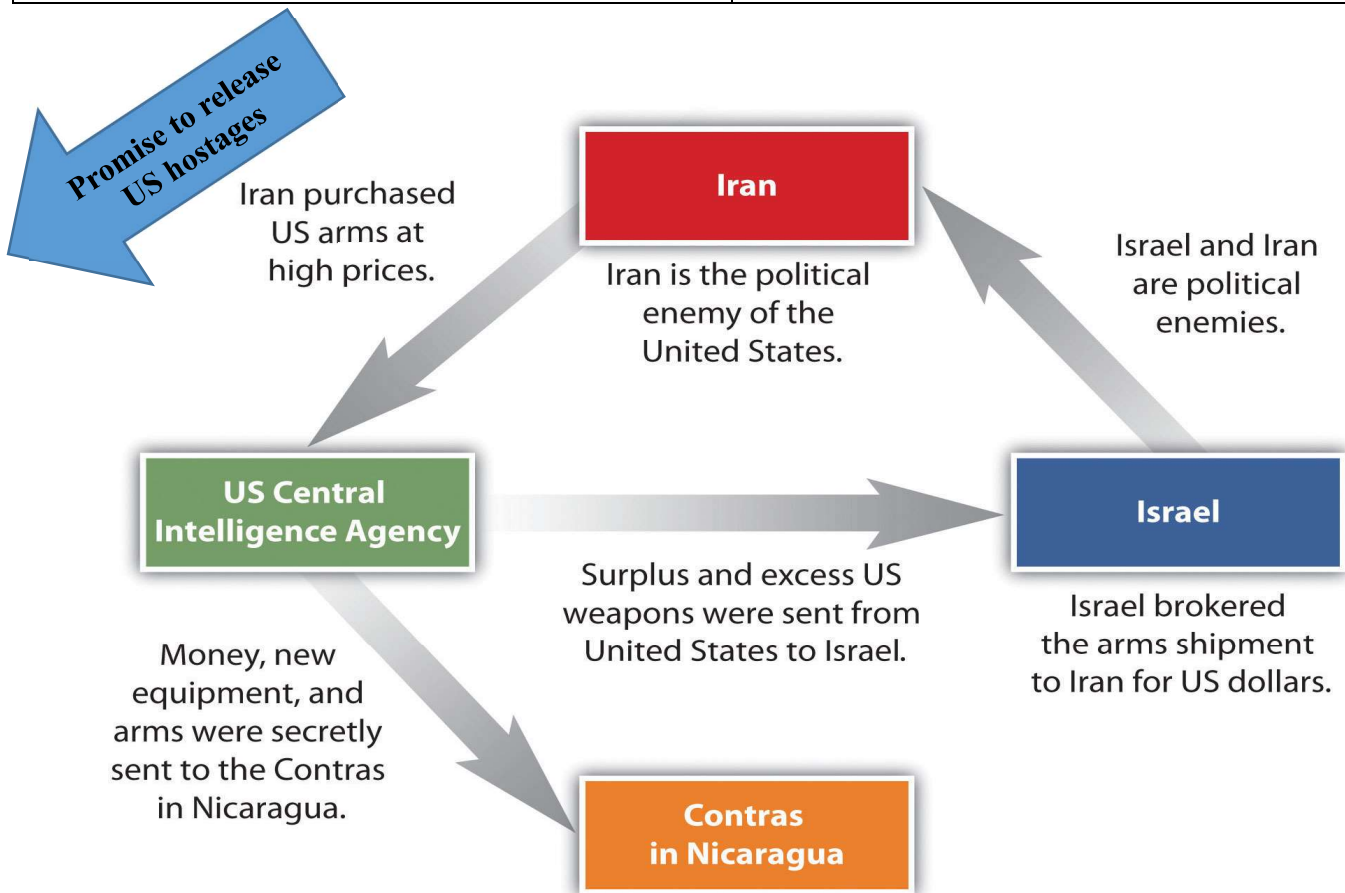 Promise to release
US hostages
Iran purchased
US arms at
high prices.
Iran
Iran is the political
enemy of the
United States.
Israel and Iran
are political
enemies.
US Central
Intelligence Agency
Surplus and excess US
weapons were sent from
United States to Israel.
Israel
Israel brokered
the arms shipment
to Iran for US dollars.
Money, new
equipment, and
arms were secretly
sent to the Contras
in Nicaragua.
Contras
in Nicaragua